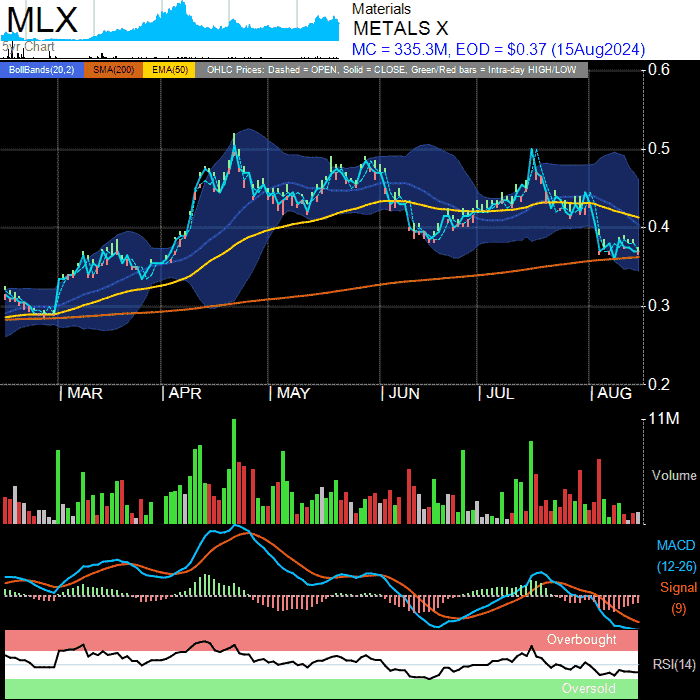 MLX
5yr Chart
Materials
METALS X
MC = 335.3M, EOD = $0.37 (15Aug2024)
BollBands(20,2) SMA(200) EMA(50) OHLC Prices: Dashed = OPEN, Solid = CLOSE, Green/Red bars = Intra-day HIGH/LOW
0.6
0.5
0.4
0.3
0.2
| MAR | APR | MAY | JUN | JUL | AUG
11M
Volume
MACD
(12-26)
Signal
(9)
Overbought
RSI(14)
Oversold